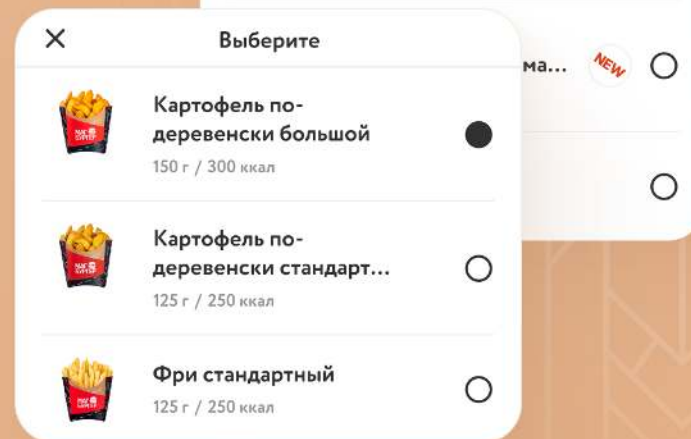 Выберите
ма...
NEW
Картофель по-
деревенски большой
150 г / 300 ккал
Картофель по-
деревенски стандарт...
125 г / 250 ккал
Фри стандартный
125 г / 250 ккал